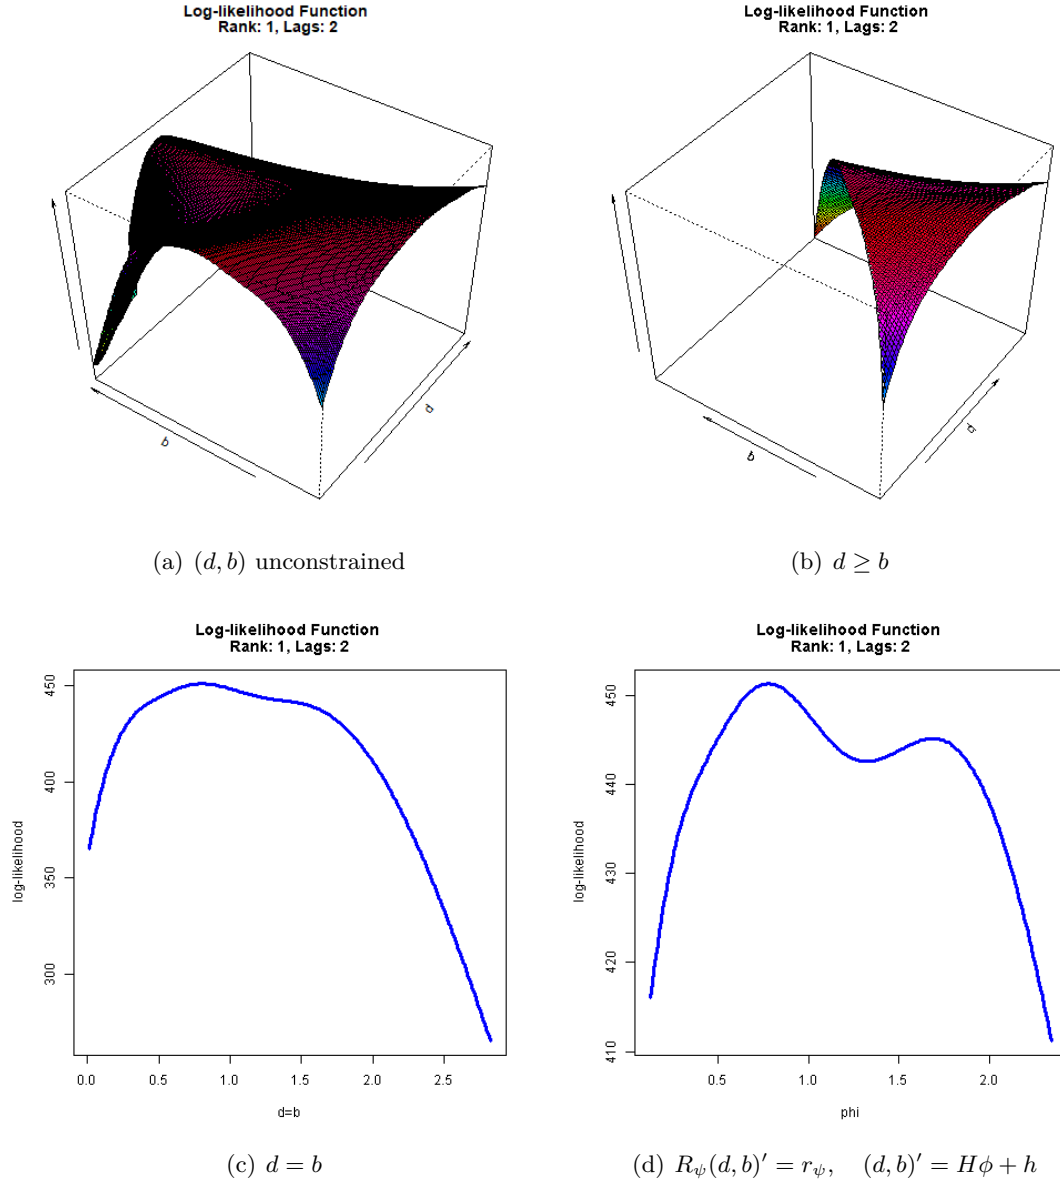 Log-likelihood Function
Rank: 1, Lags: 2
b
d
(a) (d, b) unconstrained
Log-likelihood Function
Rank: 1, Lags: 2
b
d
(b) d ≥ b
Log-likelihood Function
Rank: 1, Lags: 2
log-likelihood
450
400
350
300
0.0 0.5 1.0 1.5 2.0 2.5
d=b
(c) d = b
Log-likelihood Function
Rank: 1, Lags: 2
log-likelihood
450
440
430
420
410
0.5 1.0 1.5 2.0
phi
(d) Rψ(d, b)′ = rψ, (d, b)′ = Hϕ + h